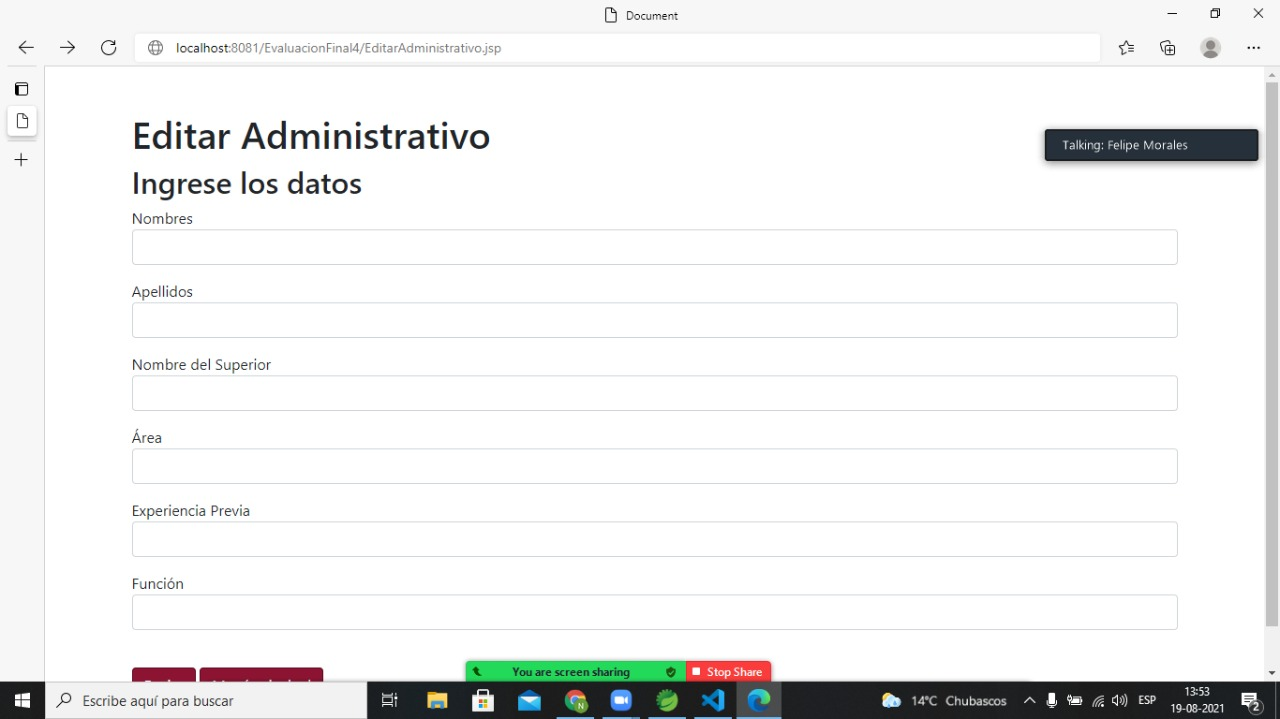 Document
localhost:8081/EvaluacionFinal4/EditarAdministrativo.jsp
Editar Administrativo
Talking: Felipe Morales
Ingrese los datos
Nombres
Apellidos
Nombre del Superior
Área
Experiencia Previa
Función
You are screen sharing
Stop Share
Escribe aquí para buscar
N
14°C Chubascos
ESP
13:53
19-08-2021
2